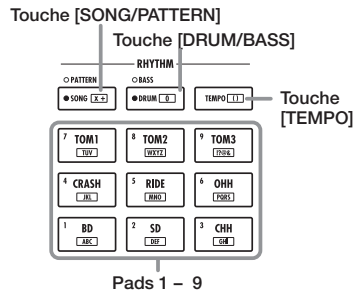 Touche [SONG/PATTERN]
Touche [DRUM/BASS]
RHYTHM
PATTERN BASS
SONG X + DRUM 0 TEMPO ( )
Touche
[TEMPO]
7 TOM1 8 TOM2 9 TOM3
TUV WXYZ !?@&
4 CRASH 5 RIDE 6 OHH
JKL MNO PQRS
1 BD 2 SD 3 CHH
ABC DEF GHI
Pads 1 – 9